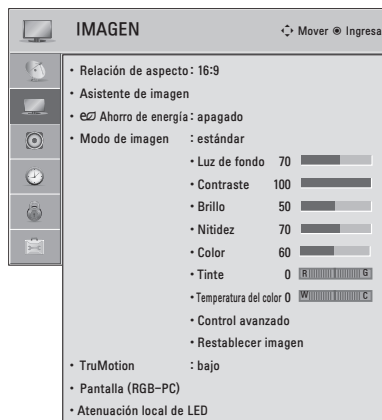 IMAGEN Mover Ingresa
• Relación de aspecto : 16:9
• Asistente de imagen
• Ahorro de energía : apagado
• Modo de imagen : estándar
• Luz de fondo 70
• Contraste 100
• Brillo 50
• Nitidez 70
• Color 60
• Tinte 0 R G
• Temperatura del color 0 W C
• Control avanzado
• Restablecer imagen
• TruMotion : bajo
• Pantalla (RGB-PC)
• Atenuación local de LED